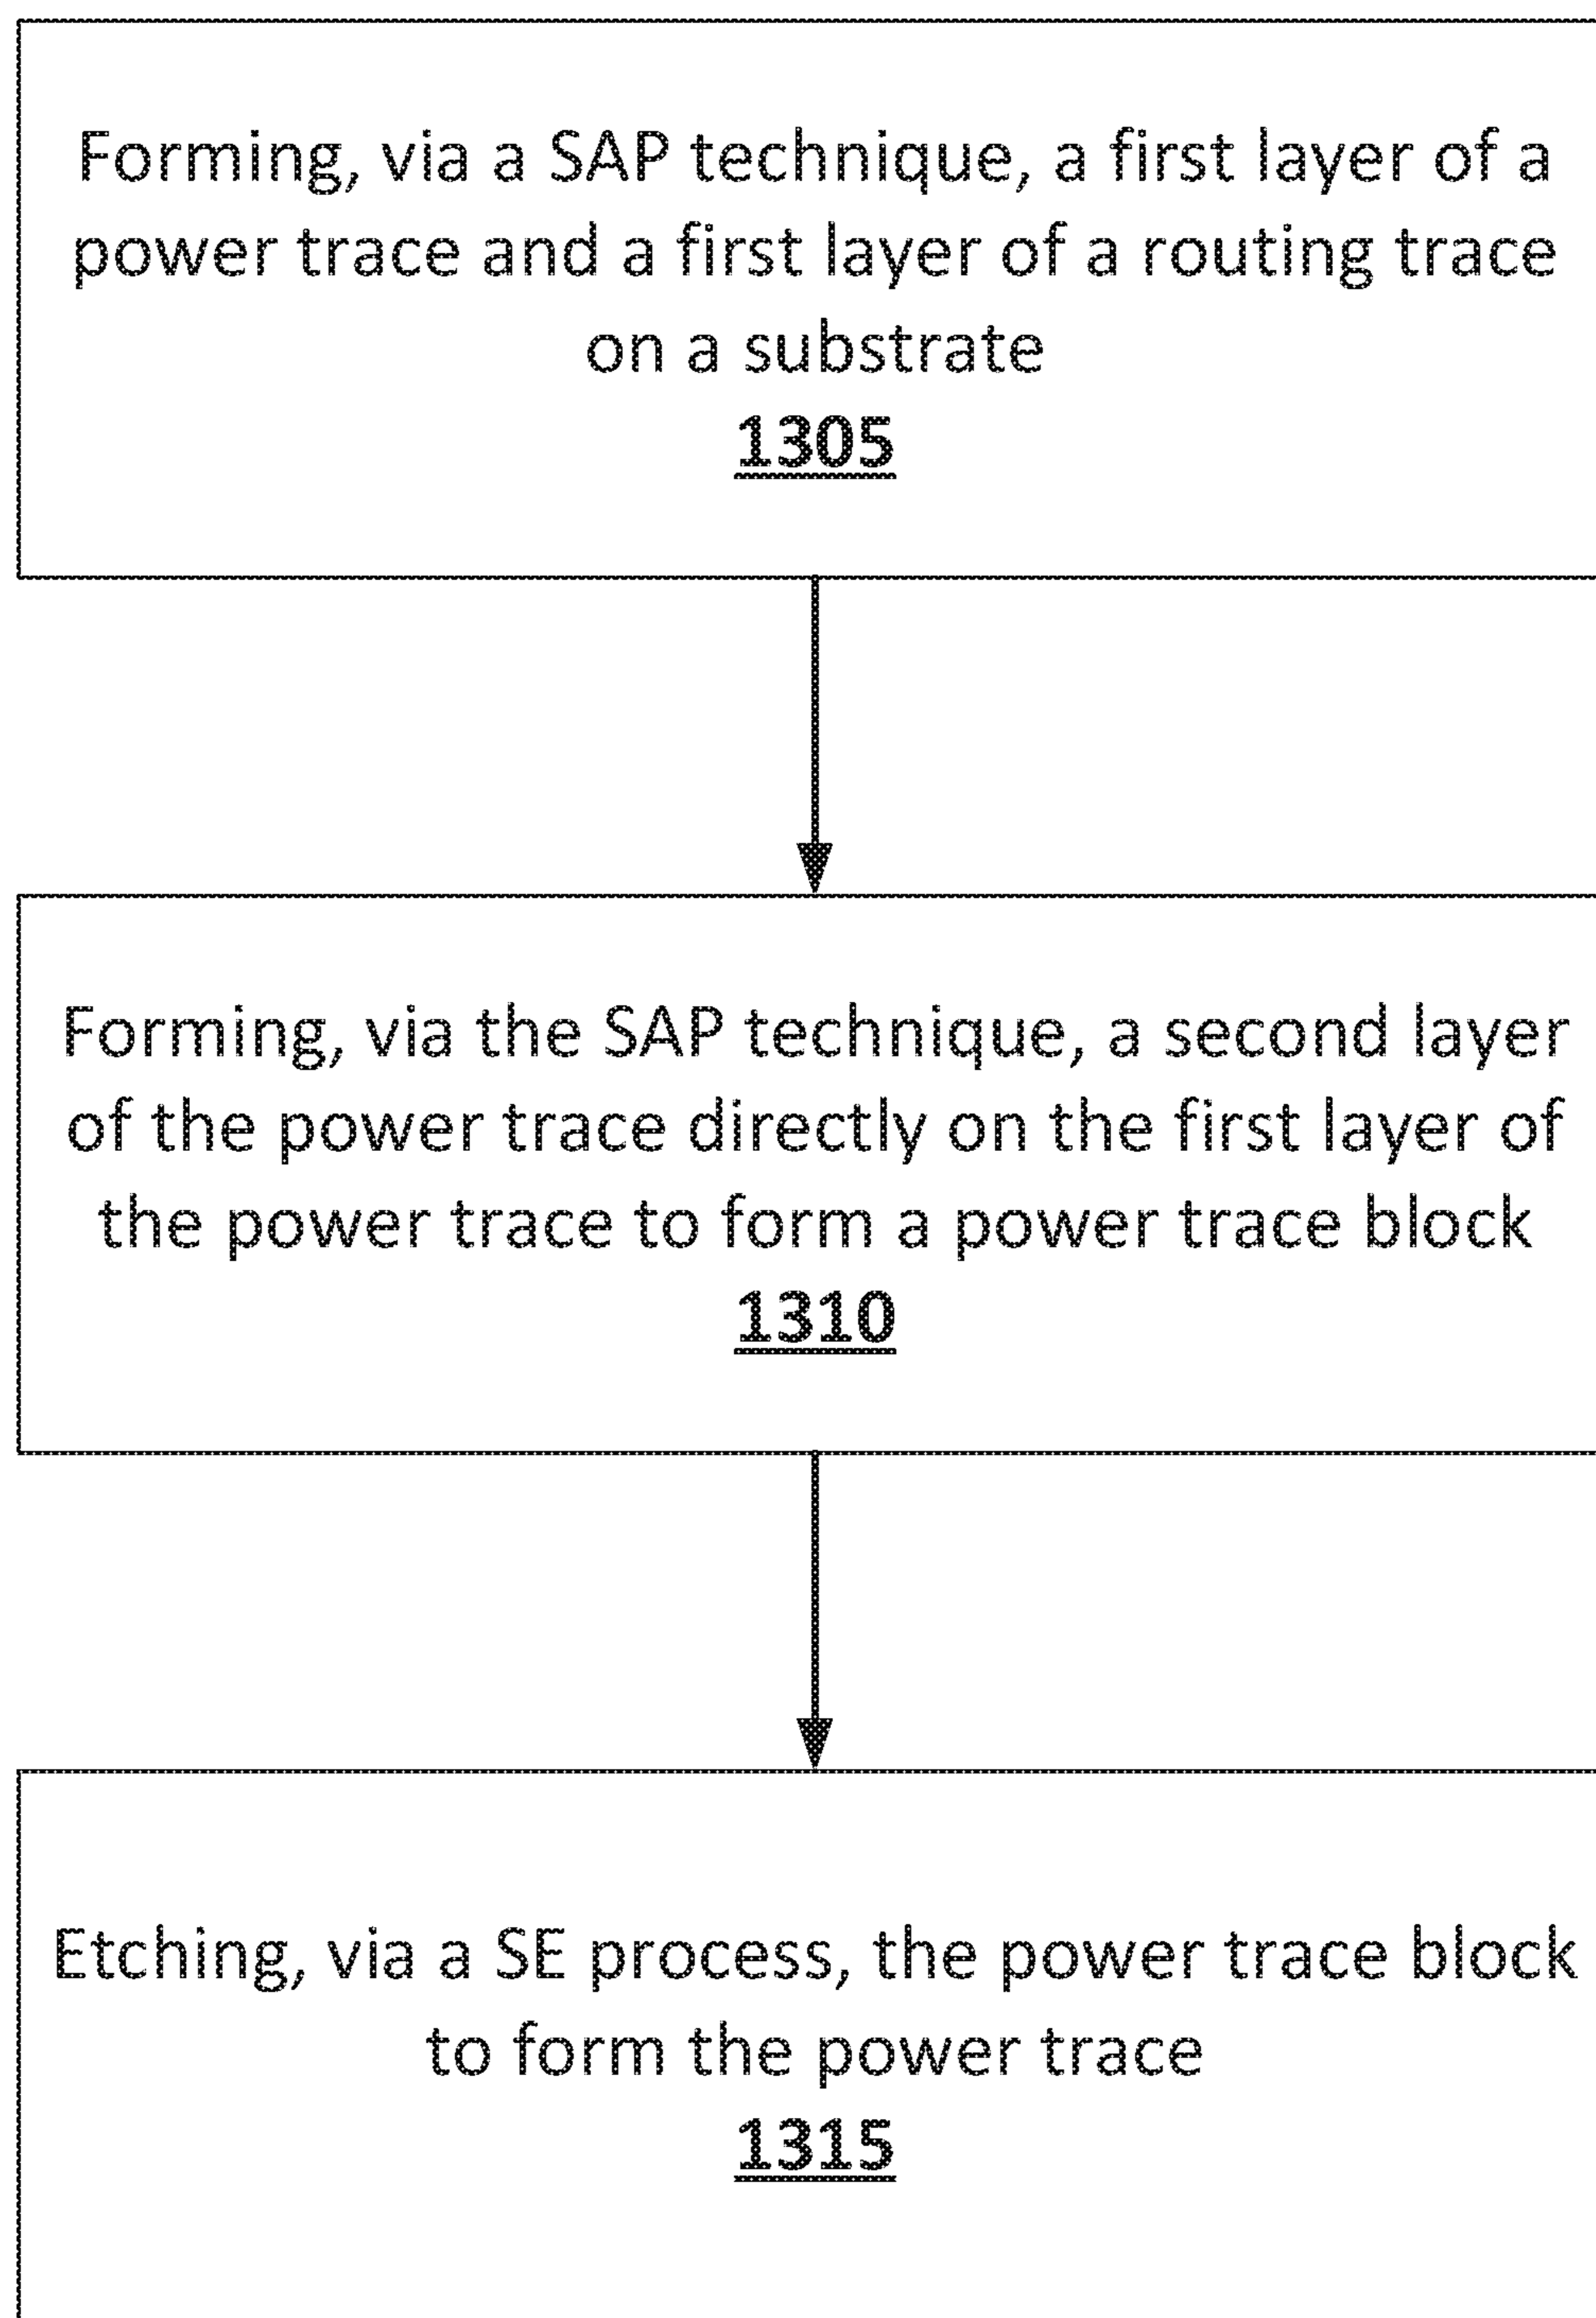 Forming, via a SAP technique, a first layer of a
power trace and a first layer of a routing trace
on a substrate
1305
Forming, via the SAP technique, a second layer
of the power trace directly on the first layer of
the power trace to form a power trace block
1310
Etching, via a SE process, the power trace block
to form the power trace
1315